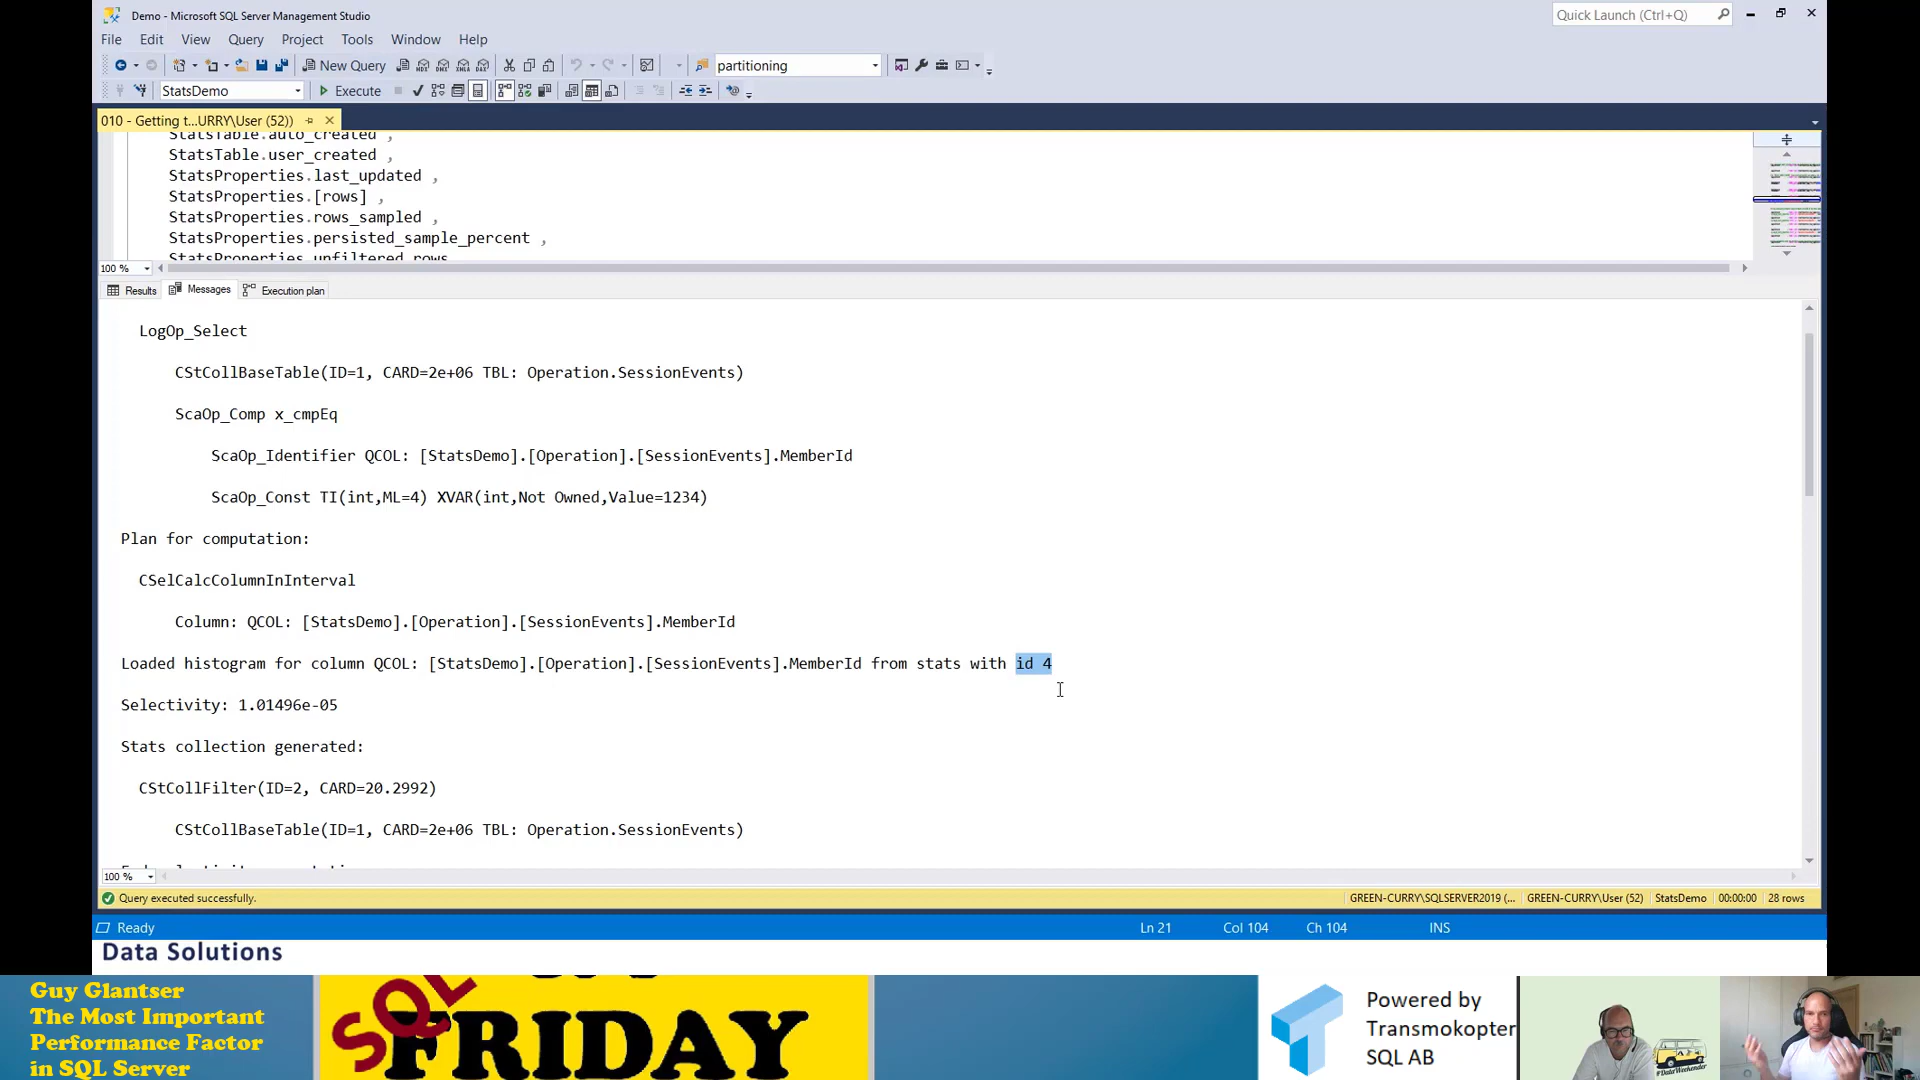 Demo - Microsoft SQL Server Management Studio
Quick Launch (Ctrl+Q)
File Edit View Query Project Tools Window Help
New Query
partitioning
StatsDemo
Execute
010 - Getting t...URRY\User (52))
StatsTable.auto_created ,
StatsTable.user_created ,
StatsProperties.last_updated ,
StatsProperties.[rows] ,
StatsProperties.rows_sampled ,
StatsProperties.persisted_sample_percent ,
StatsProperties.unfiltered_rows
100 %
Results Messages Execution plan
LogOp_Select
CStCollBaseTable(ID=1, CARD=2e+06 TBL: Operation.SessionEvents)
ScaOp_Comp x_cmpEq
ScaOp_Identifier QCOL: [StatsDemo].[Operation].[SessionEvents].MemberId
ScaOp_Const TI(int,ML=4) XVAR(int,Not Owned,Value=1234)
Plan for computation:
CSelCalcColumnInInterval
Column: QCOL: [StatsDemo].[Operation].[SessionEvents].MemberId
Loaded histogram for column QCOL: [StatsDemo].[Operation].[SessionEvents].MemberId from stats with id 4
Selectivity: 1.01496e-05
Stats collection generated:
CStCollFilter(ID=2, CARD=20.2992)
CStCollBaseTable(ID=1, CARD=2e+06 TBL: Operation.SessionEvents)
100 %
Query executed successfully.
GREEN-CURRY\SQLSERVER2019 (... GREEN-CURRY\User (52) StatsDemo 00:00:00 28 rows
Ready
Ln 21 Col 104 Ch 104 INS
Data Solutions
Guy Glantser
The Most Important
Performance Factor
in SQL Server
SQL
FRIDAY
Powered by
Transmokopter
SQL AB
#DataWeekender